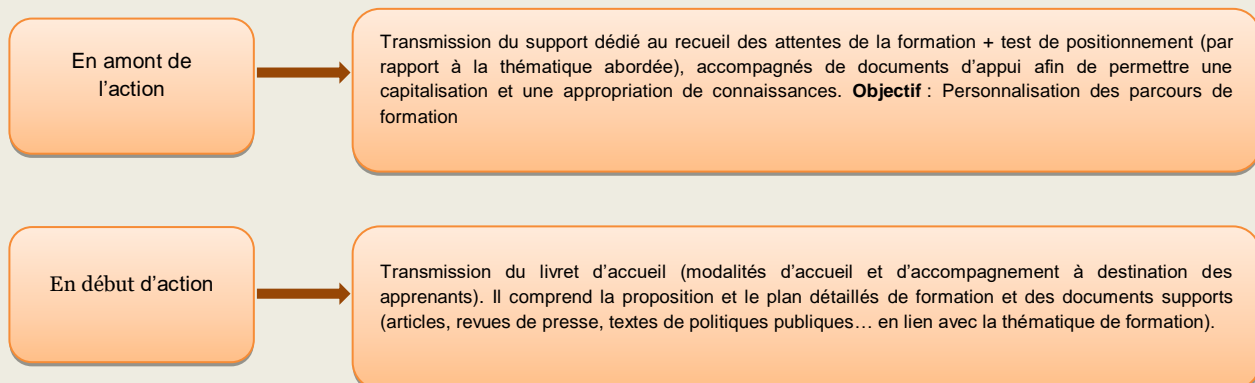 En amont de
l'action
Transmission du support dédié au recueil des attentes de la formation + test de positionnement (par
rapport à la thématique abordée), accompagnés de documents d'appui afin de permettre une
capitalisation et une appropriation de connaissances. Objectif : Personnalisation des parcours de
formation
En début d'action
Transmission du livret d'accueil (modalités d'accueil et d'accompagnement à destination des
apprenants). Il comprend la proposition et le plan détaillés de formation et des documents supports
(articles, revues de presse, textes de politiques publiques… en lien avec la thématique de formation).